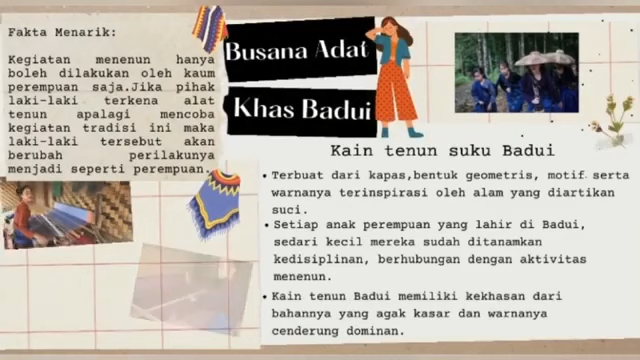 Fakta Menarik:
Kegiatan menenun hanya
boleh dilakukan oleh kaum
perempuan saja.Jika pihak
laki-laki terkena alat
tenun apalagi mencoba
kegiatan tradisi ini maka
laki-laki tersebut akan
berubah perilakunya
menjadi seperti perempuan.
Busana Adat
Khas Badui
Kain tenun suku Badui
• Terbuat dari kapas,bentuk geometris, motif serta
warnanya terinspirasi oleh alam yang diartikan
suci.
• Setiap anak perempuan yang lahir di Badui,
sedari kecil mereka sudah ditanamkan
kedisiplinan, berhubungan dengan aktivitas
menenun.
• Kain tenun Badui memiliki kekhasan dari
bahannya yang agak kasar dan warnanya
cenderung dominan.